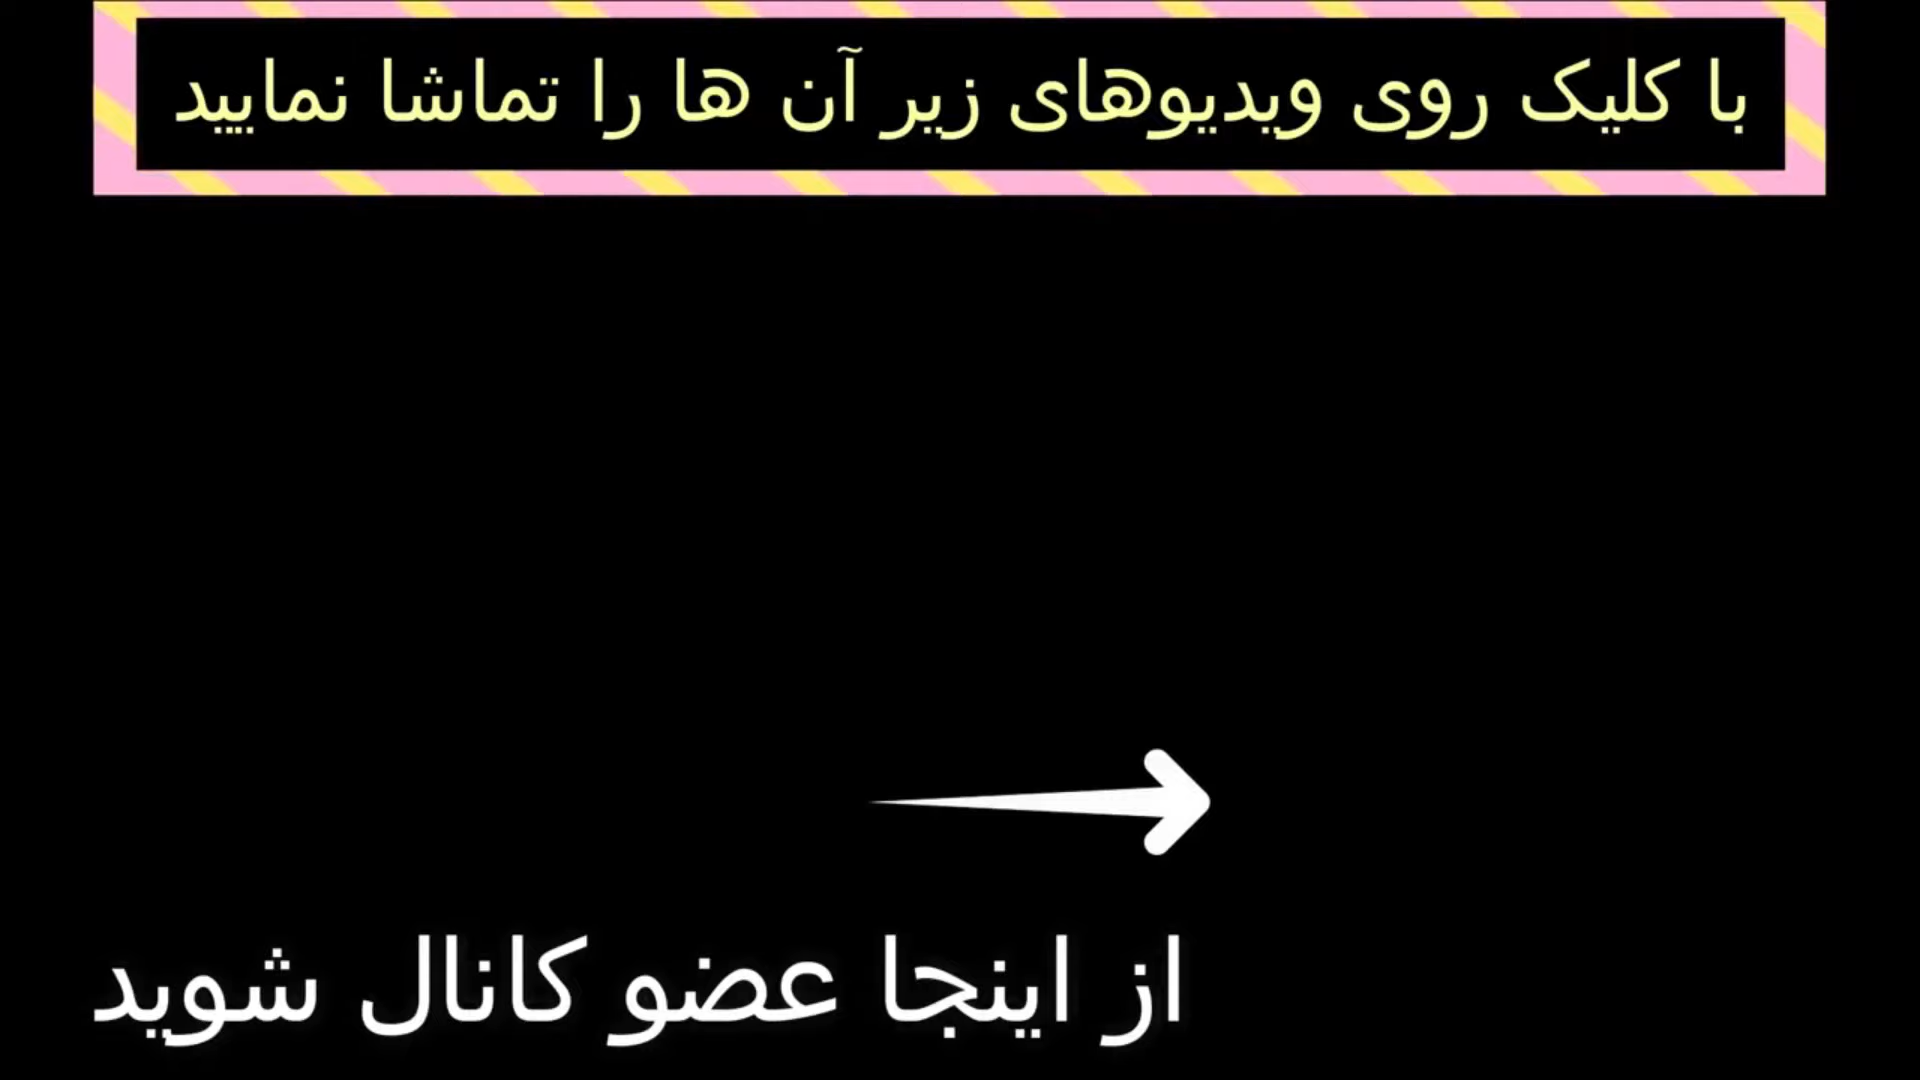 با کلیک روی ویدیوهای زیر آن ها را تماشا نمایید
از اینجا عضو کانال شوید